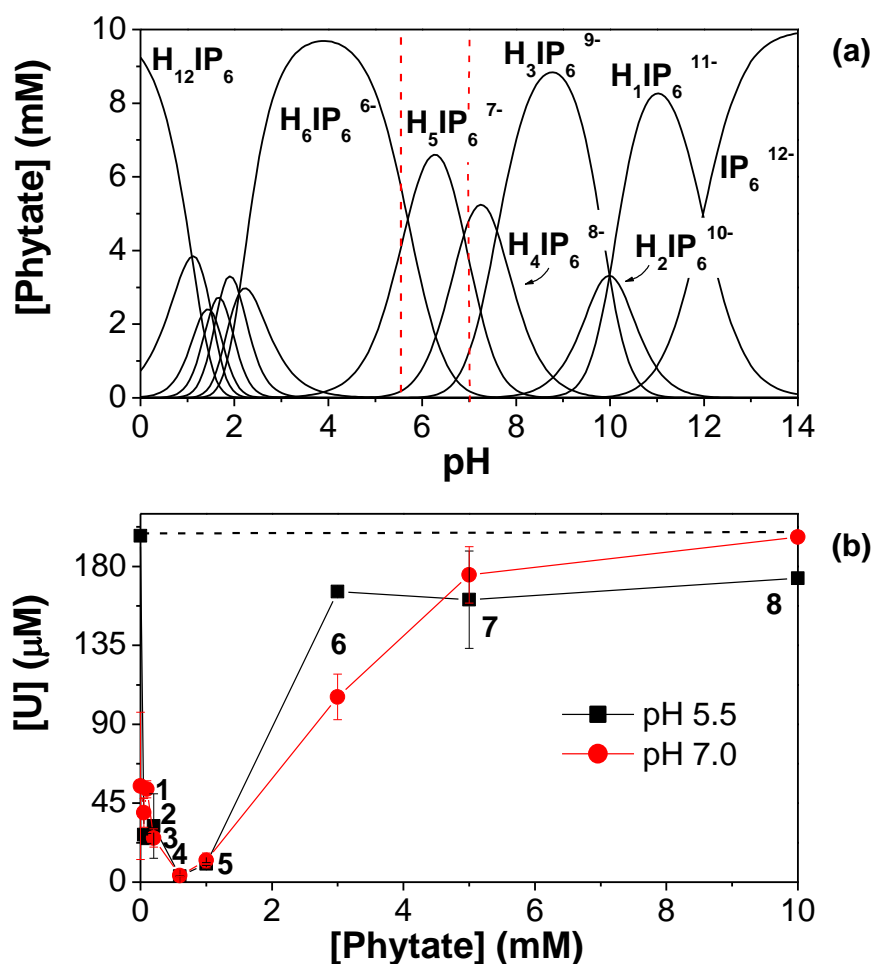 10
8
6
4
2
0
[Phytate] (mM)
H12IP6
H6IP6 6-
H5IP6 7-
H3IP6 9-
H1IP6 11-
IP6 12-
H4IP6 8-
H2IP6 10-
(a)
0 2 4 6 8 10 12 14
pH
180
135
90
45
0
[U] (µM)
1
2
3
4
5
6
7
8
pH 5.5
pH 7.0
(b)
0 2 4 6 8 10
[Phytate] (mM)